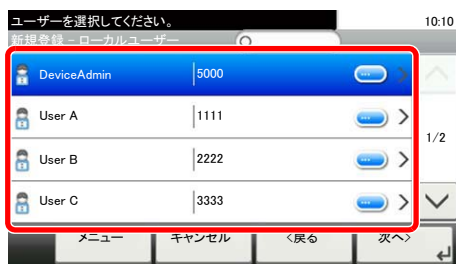 ユーザーを選択してください。 10:10
新規登録 - ローカルユーザー
DeviceAdmin 5000
User A 1111
1/2
User B 2222
User C 3333
メニュー キャンセル <戻る 次へ>